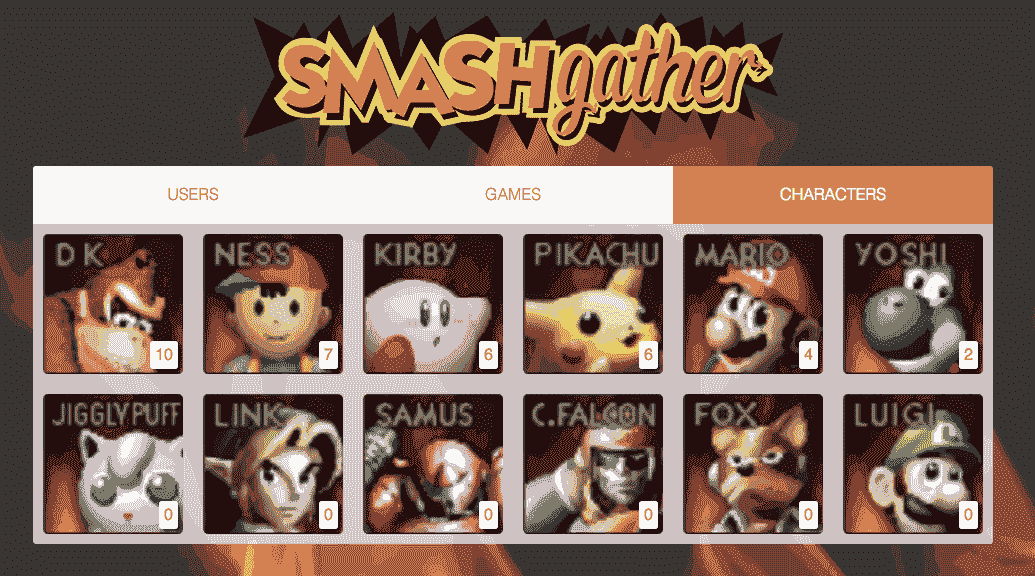 SMASHgather
USERS GAMES CHARACTERS
DK NESS KIRBY PIKACHU MARIO YOSHI
10 7 6 6 4 2
JIGGLYPUFF LINK SAMUS C.FALCON FOX LUIGI
0 0 0 0 0 0